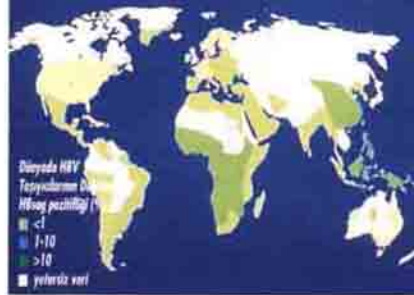 Dünyada HBV
Taşıyıcılarının
HBsag pozitifliği (
<1
1-10
>10
yetersiz veri